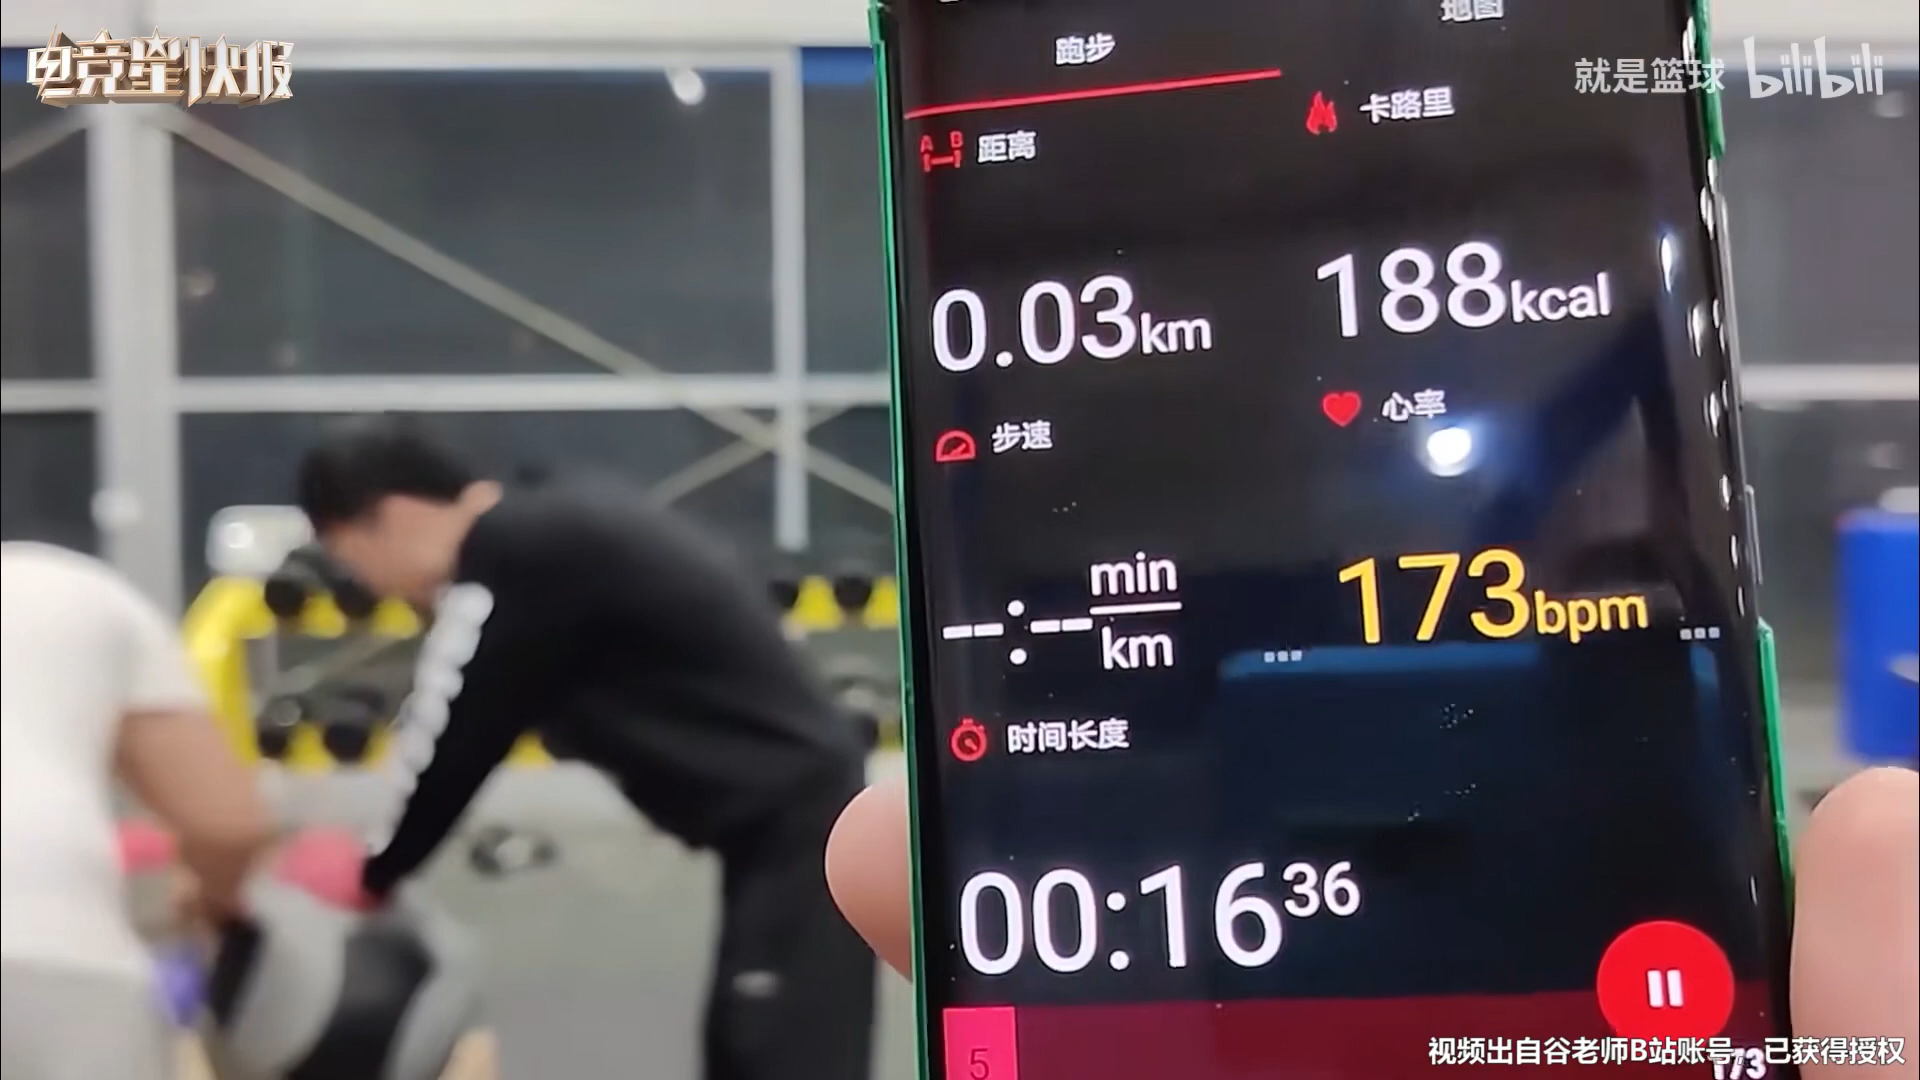 电竞星快报
就是篮球 bilibili
跑步
地图
距离
卡路里
A B
0.03km
188kcal
步速
心率
--:-- min
km
173bpm
时间长度
00:16 36
5
173
视频出自谷老师B站账号，已获得授权